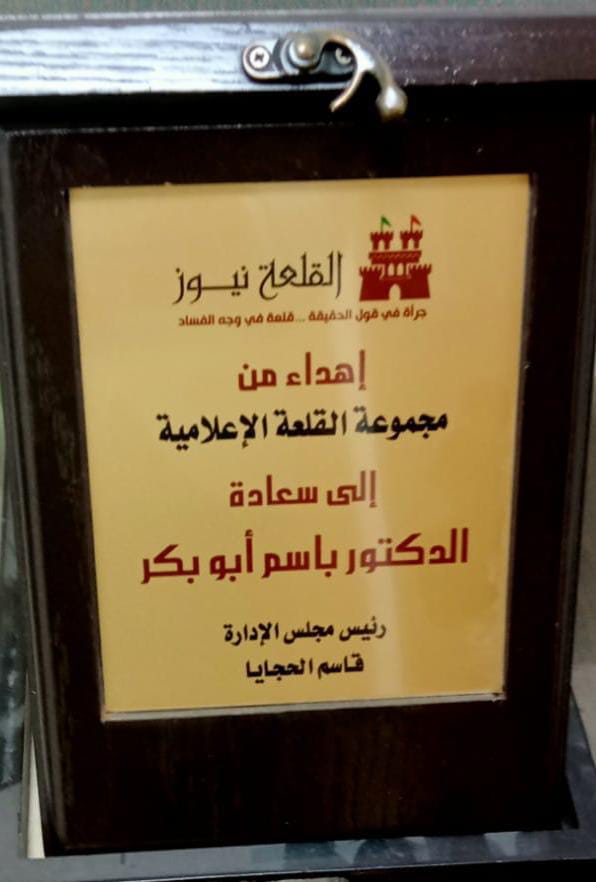 القلعة نيـوز
جرأة في قول الحقيقة ...قلعة في وجه الفساد
إهداء من
مجموعة القلعة الإعلامية
إلى سعادة
الدكتور باسم أبو بكر
رئيس مجلس الإدارة
قاسم الحجايا